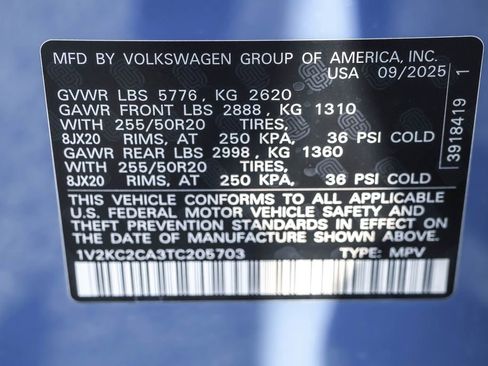 MFD BY VOLKSWAGEN GROUP OF AMERICA, INC.
USA 09/2025
GVWR LBS 5776, KG 2620
GAWR FRONT LBS 2888, KG 1310
WITH 255/50R20 TIRES,
8JX20 RIMS, AT 250 KPA, 36 PSI COLD
GAWR REAR LBS 2998, KG 1360
WITH 255/50R20 TIRES,
8JX20 RIMS, AT 250 KPA, 36 PSI COLD
THIS VEHICLE CONFORMS TO ALL APPLICABLE
U.S. FEDERAL MOTOR VEHICLE SAFETY AND
THEFT PREVENTION STANDARDS IN EFFECT ON
THE DATE OF MANUFACTURE SHOWN ABOVE.
1V2KC2CA3TC205703 TYPE: MPV
3918419 1